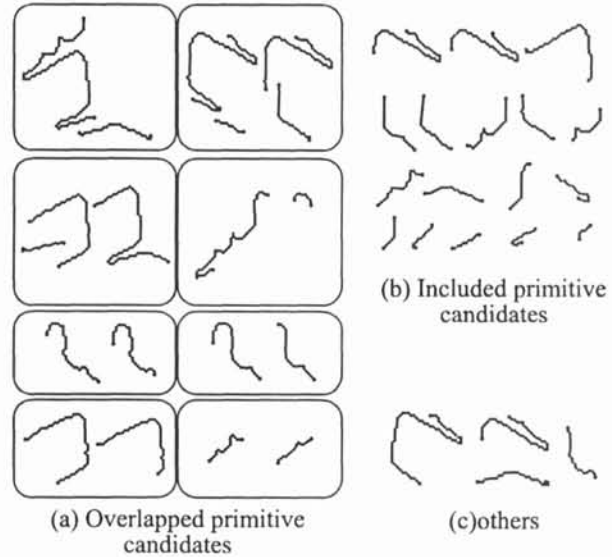 (b) Included primitive
candidates
(a) Overlapped primitive
candidates
(c)others